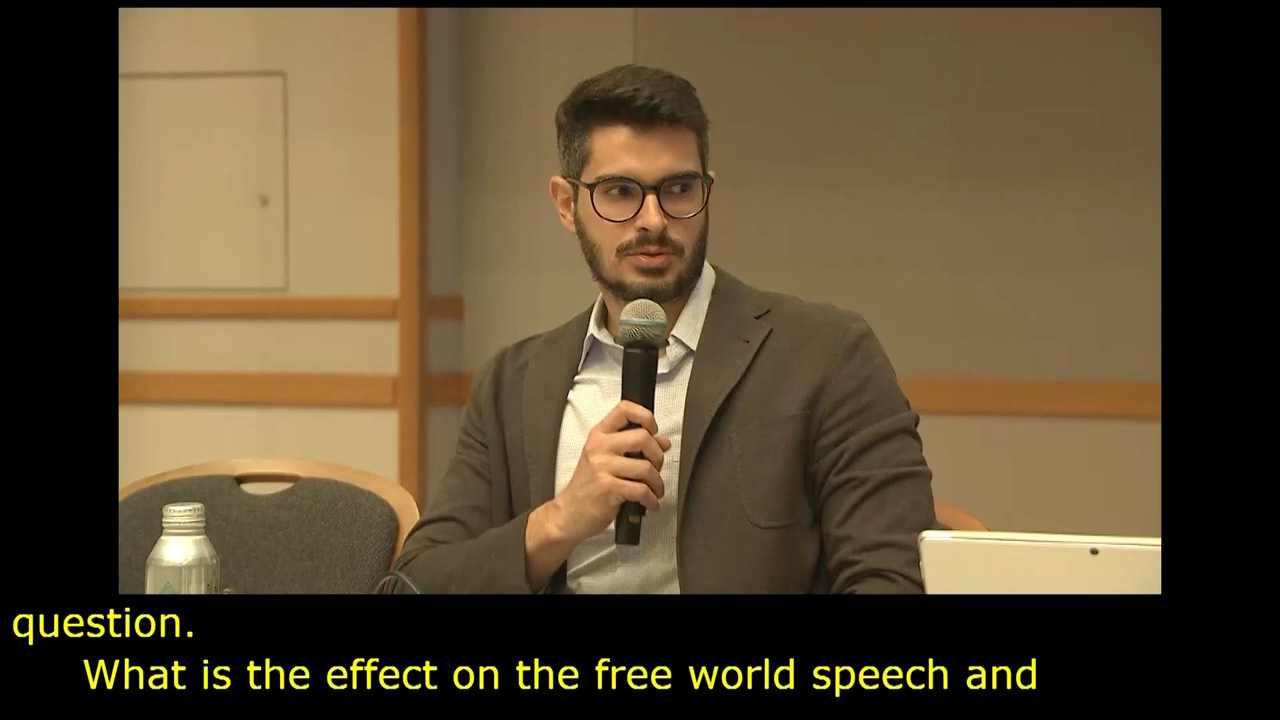 question.
What is the effect on the free world speech and